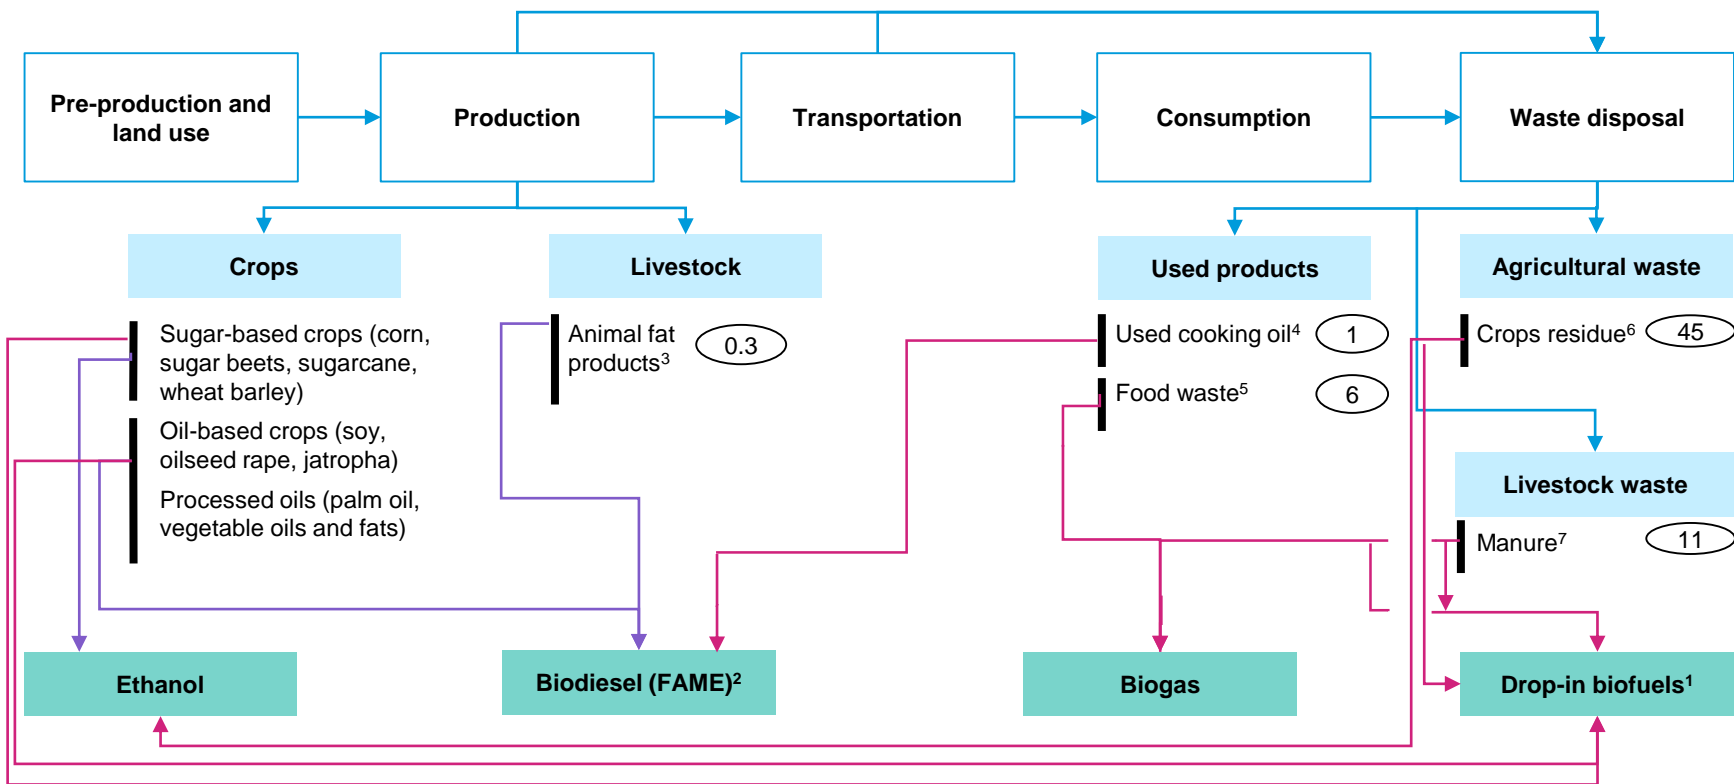 Pre-production and
land use
Production
Transportation
Consumption
Waste disposal
Crops
Livestock
Used products
Agricultural waste
Sugar-based crops (corn,
sugar beets, sugarcane,
wheat barley)
Animal fat
products³
0.3
Used cooking oil⁴
1
Crops residue⁶
45
Food waste⁵
6
Oil-based crops (soy,
oilseed rape, jatropha)
Processed oils (palm oil,
vegetable oils and fats)
Livestock waste
Manure⁷
11
Ethanol
Biodiesel (FAME)²
Biogas
Drop-in biofuels¹